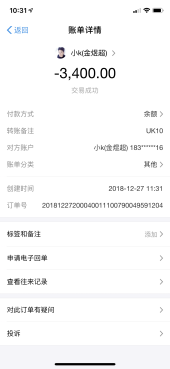 10:31
返回 账单详情
小k(金煜超)
-3,400.00
交易成功
付款方式 余额
转账备注 UK10
对方账户 小k(金煜超) 183******16
账单分类 其他
创建时间 2018-12-27 11:31
订单号 20181227200040011100790049591204
标签和备注 添加
申请电子回单
查看往来记录
对此订单有疑问
投诉